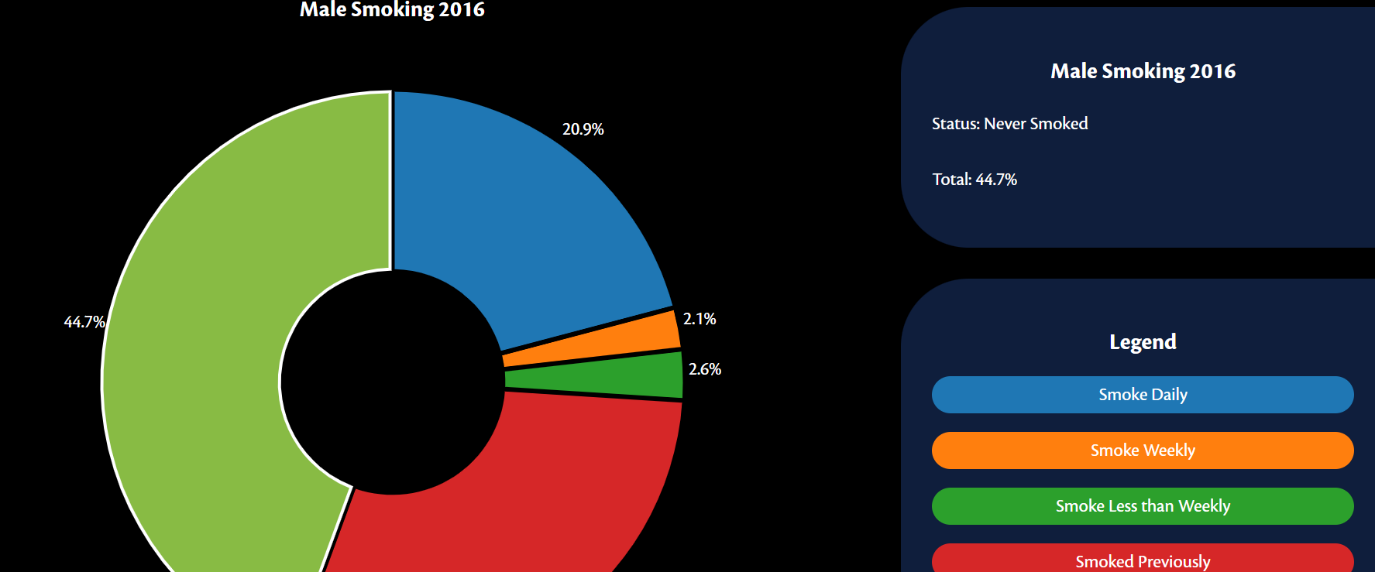 Male Smoking 2016
20.9%
2.1%
2.6%
44.7%
Male Smoking 2016
Status: Never Smoked
Total: 44.7%
Legend
Smoke Daily
Smoke Weekly
Smoke Less than Weekly
Smoked Previously